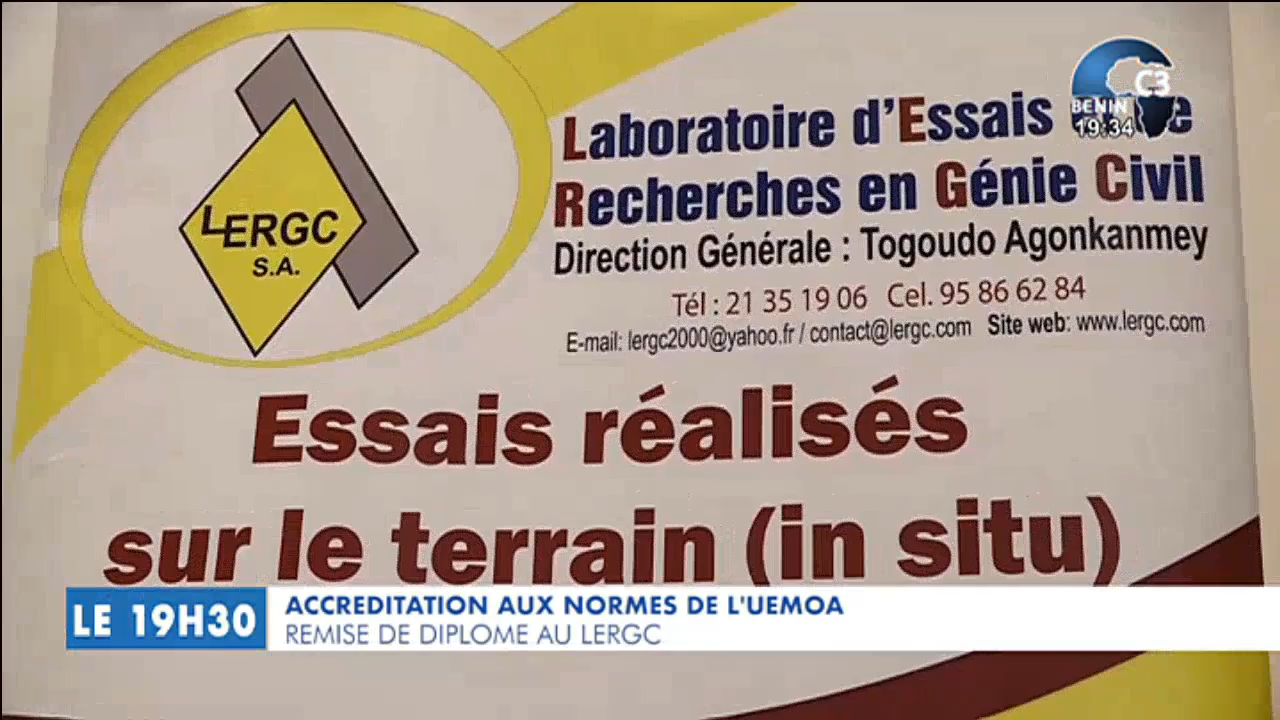 LERGC
S.A.
Laboratoire d'Essais
Recherches en Génie Civil
Direction Générale : Togoudo Agonkanmey
Tél : 21 35 19 06 Cel. 95 86 62 84
E-mail: lergc2000@yahoo.fr / contact@lergc.com Site web: www.lergc.com
C3
BENIN
19:34
Essais réalisés
sur le terrain (in situ)
LE 19H30
ACCREDITATION AUX NORMES DE L'UEMOA
REMISE DE DIPLOME AU LERGC